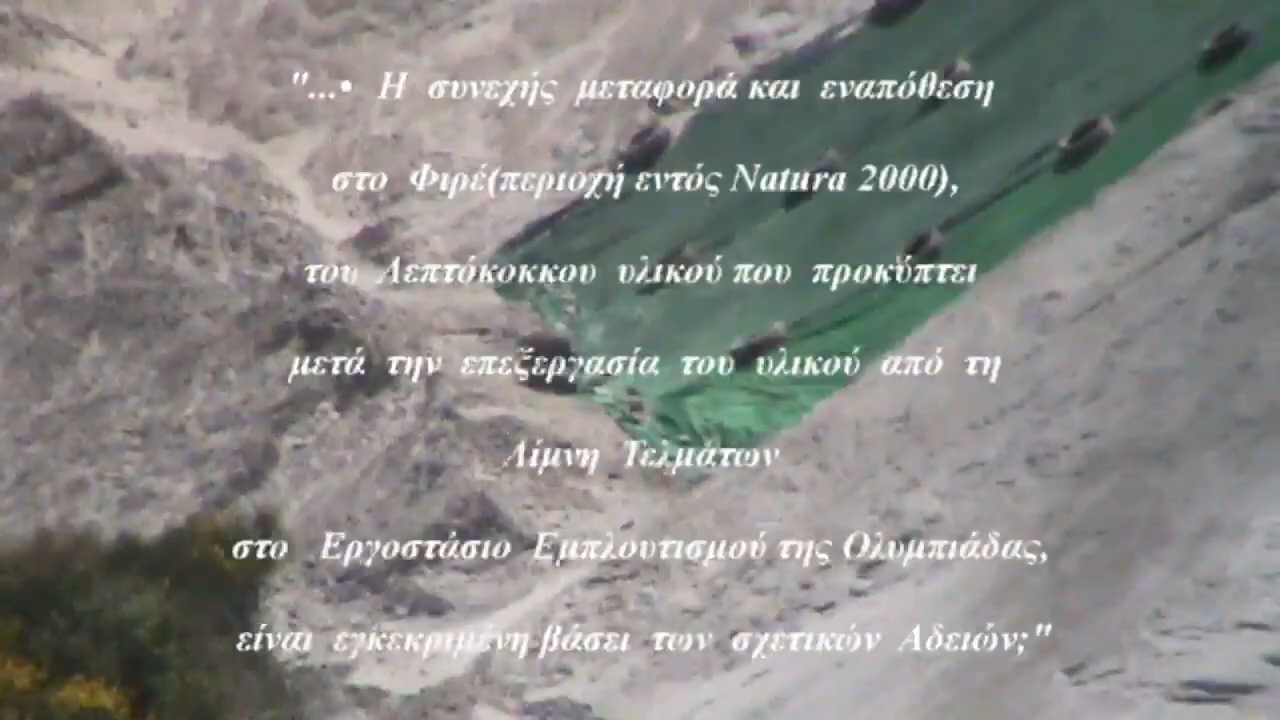 "...• Η συνεχής μεταφορά και εναπόθεση
στο Φιρέ(περιοχή εντός Natura 2000),
του Λεπτόκοκκου υλικού που προκύπτει
μετά την επεξεργασία του υλικού από τη
Λίμνη Τελμάτων
στο Εργοστάσιο Εμπλουτισμού της Ολυμπιάδας,
είναι εγκεκριμένη βάσει των σχετικών Αδειών;"